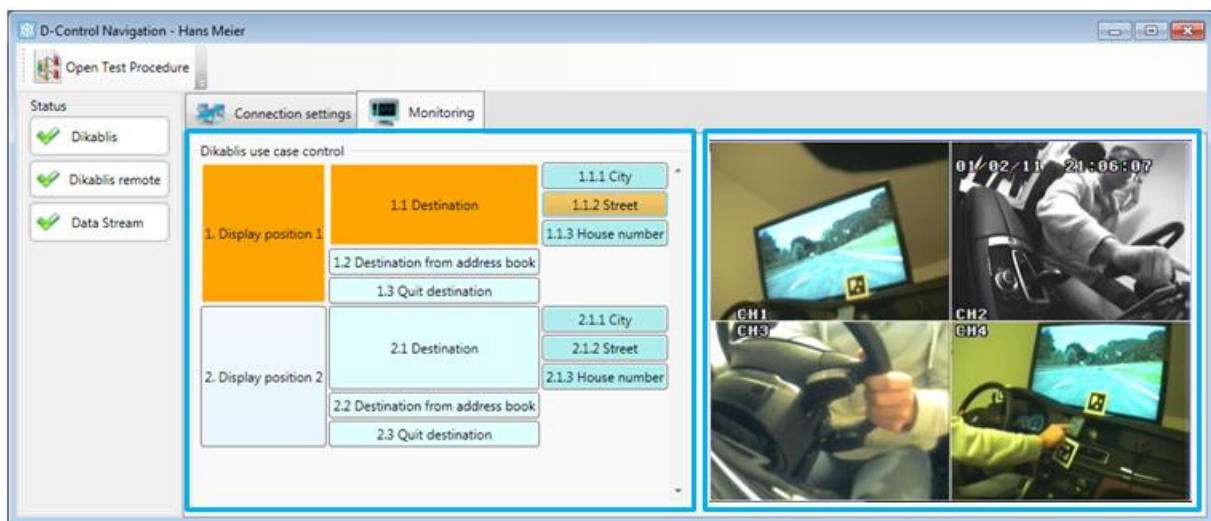 D-Control Navigation - Hans Meier
Open Test Procedure
Status
Dikablis
Dikablis remote
Data Stream
Connection settings
Monitoring
Dikablis use case control
1. Display position 1
1.1 Destination
1.1.1 City
1.1.2 Street
1.1.3 House number
1.2 Destination from address book
1.3 Quit destination
2. Display position 2
2.1 Destination
2.1.1 City
2.1.2 Street
2.1.3 House number
2.2 Destination from address book
2.3 Quit destination
01/02/11 21:06:07
CH1
CH2
CH3
CH4